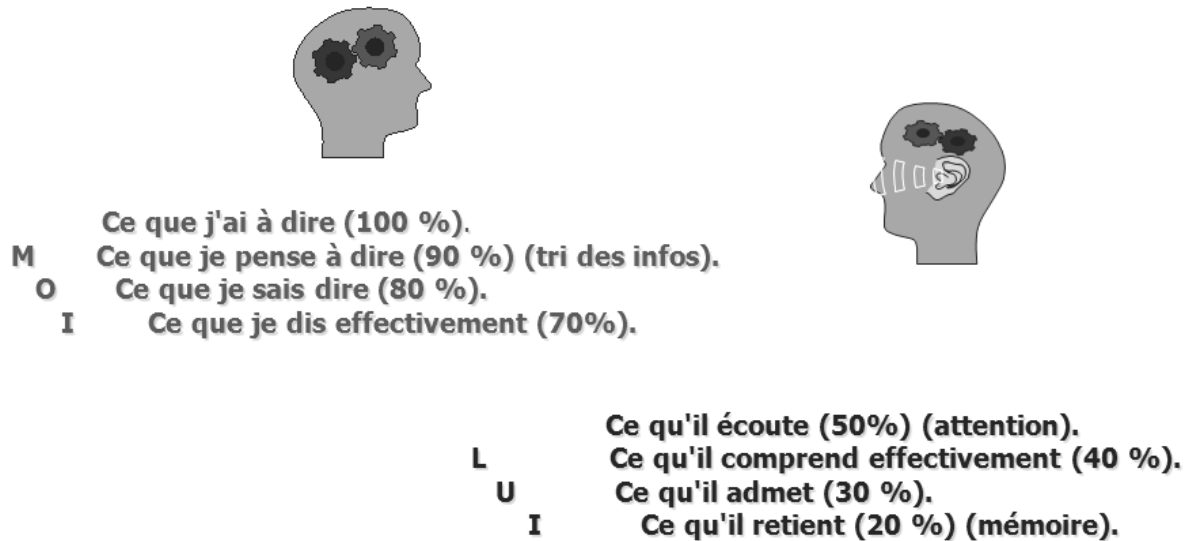 Ce que j'ai à dire (100 %).
M Ce que je pense à dire (90 %) (tri des infos).
O Ce que je sais dire (80 %).
I Ce que je dis effectivement (70%).
Ce qu'il écoute (50%) (attention).
L Ce qu'il comprend effectivement (40 %).
U Ce qu'il admet (30 %).
I Ce qu'il retient (20 %) (mémoire).